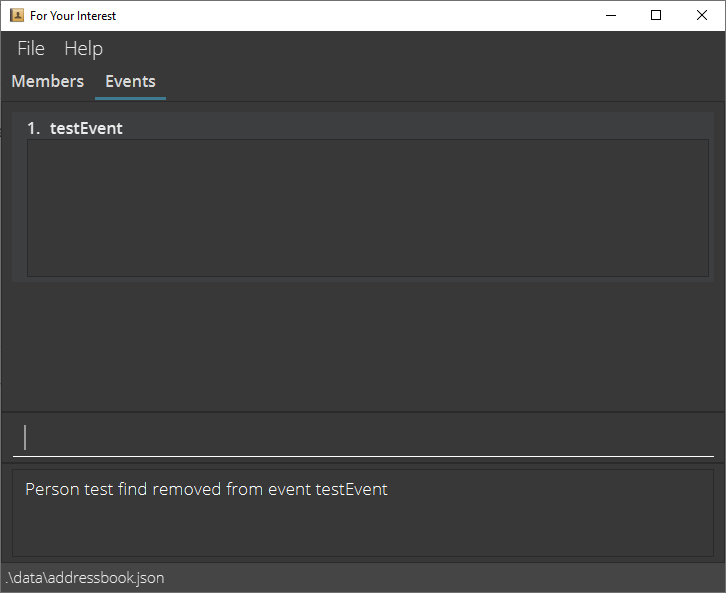 For Your Interest
File Help
Members Events
1. testEvent
Person test find removed from event testEvent
.\data\addressbook.json